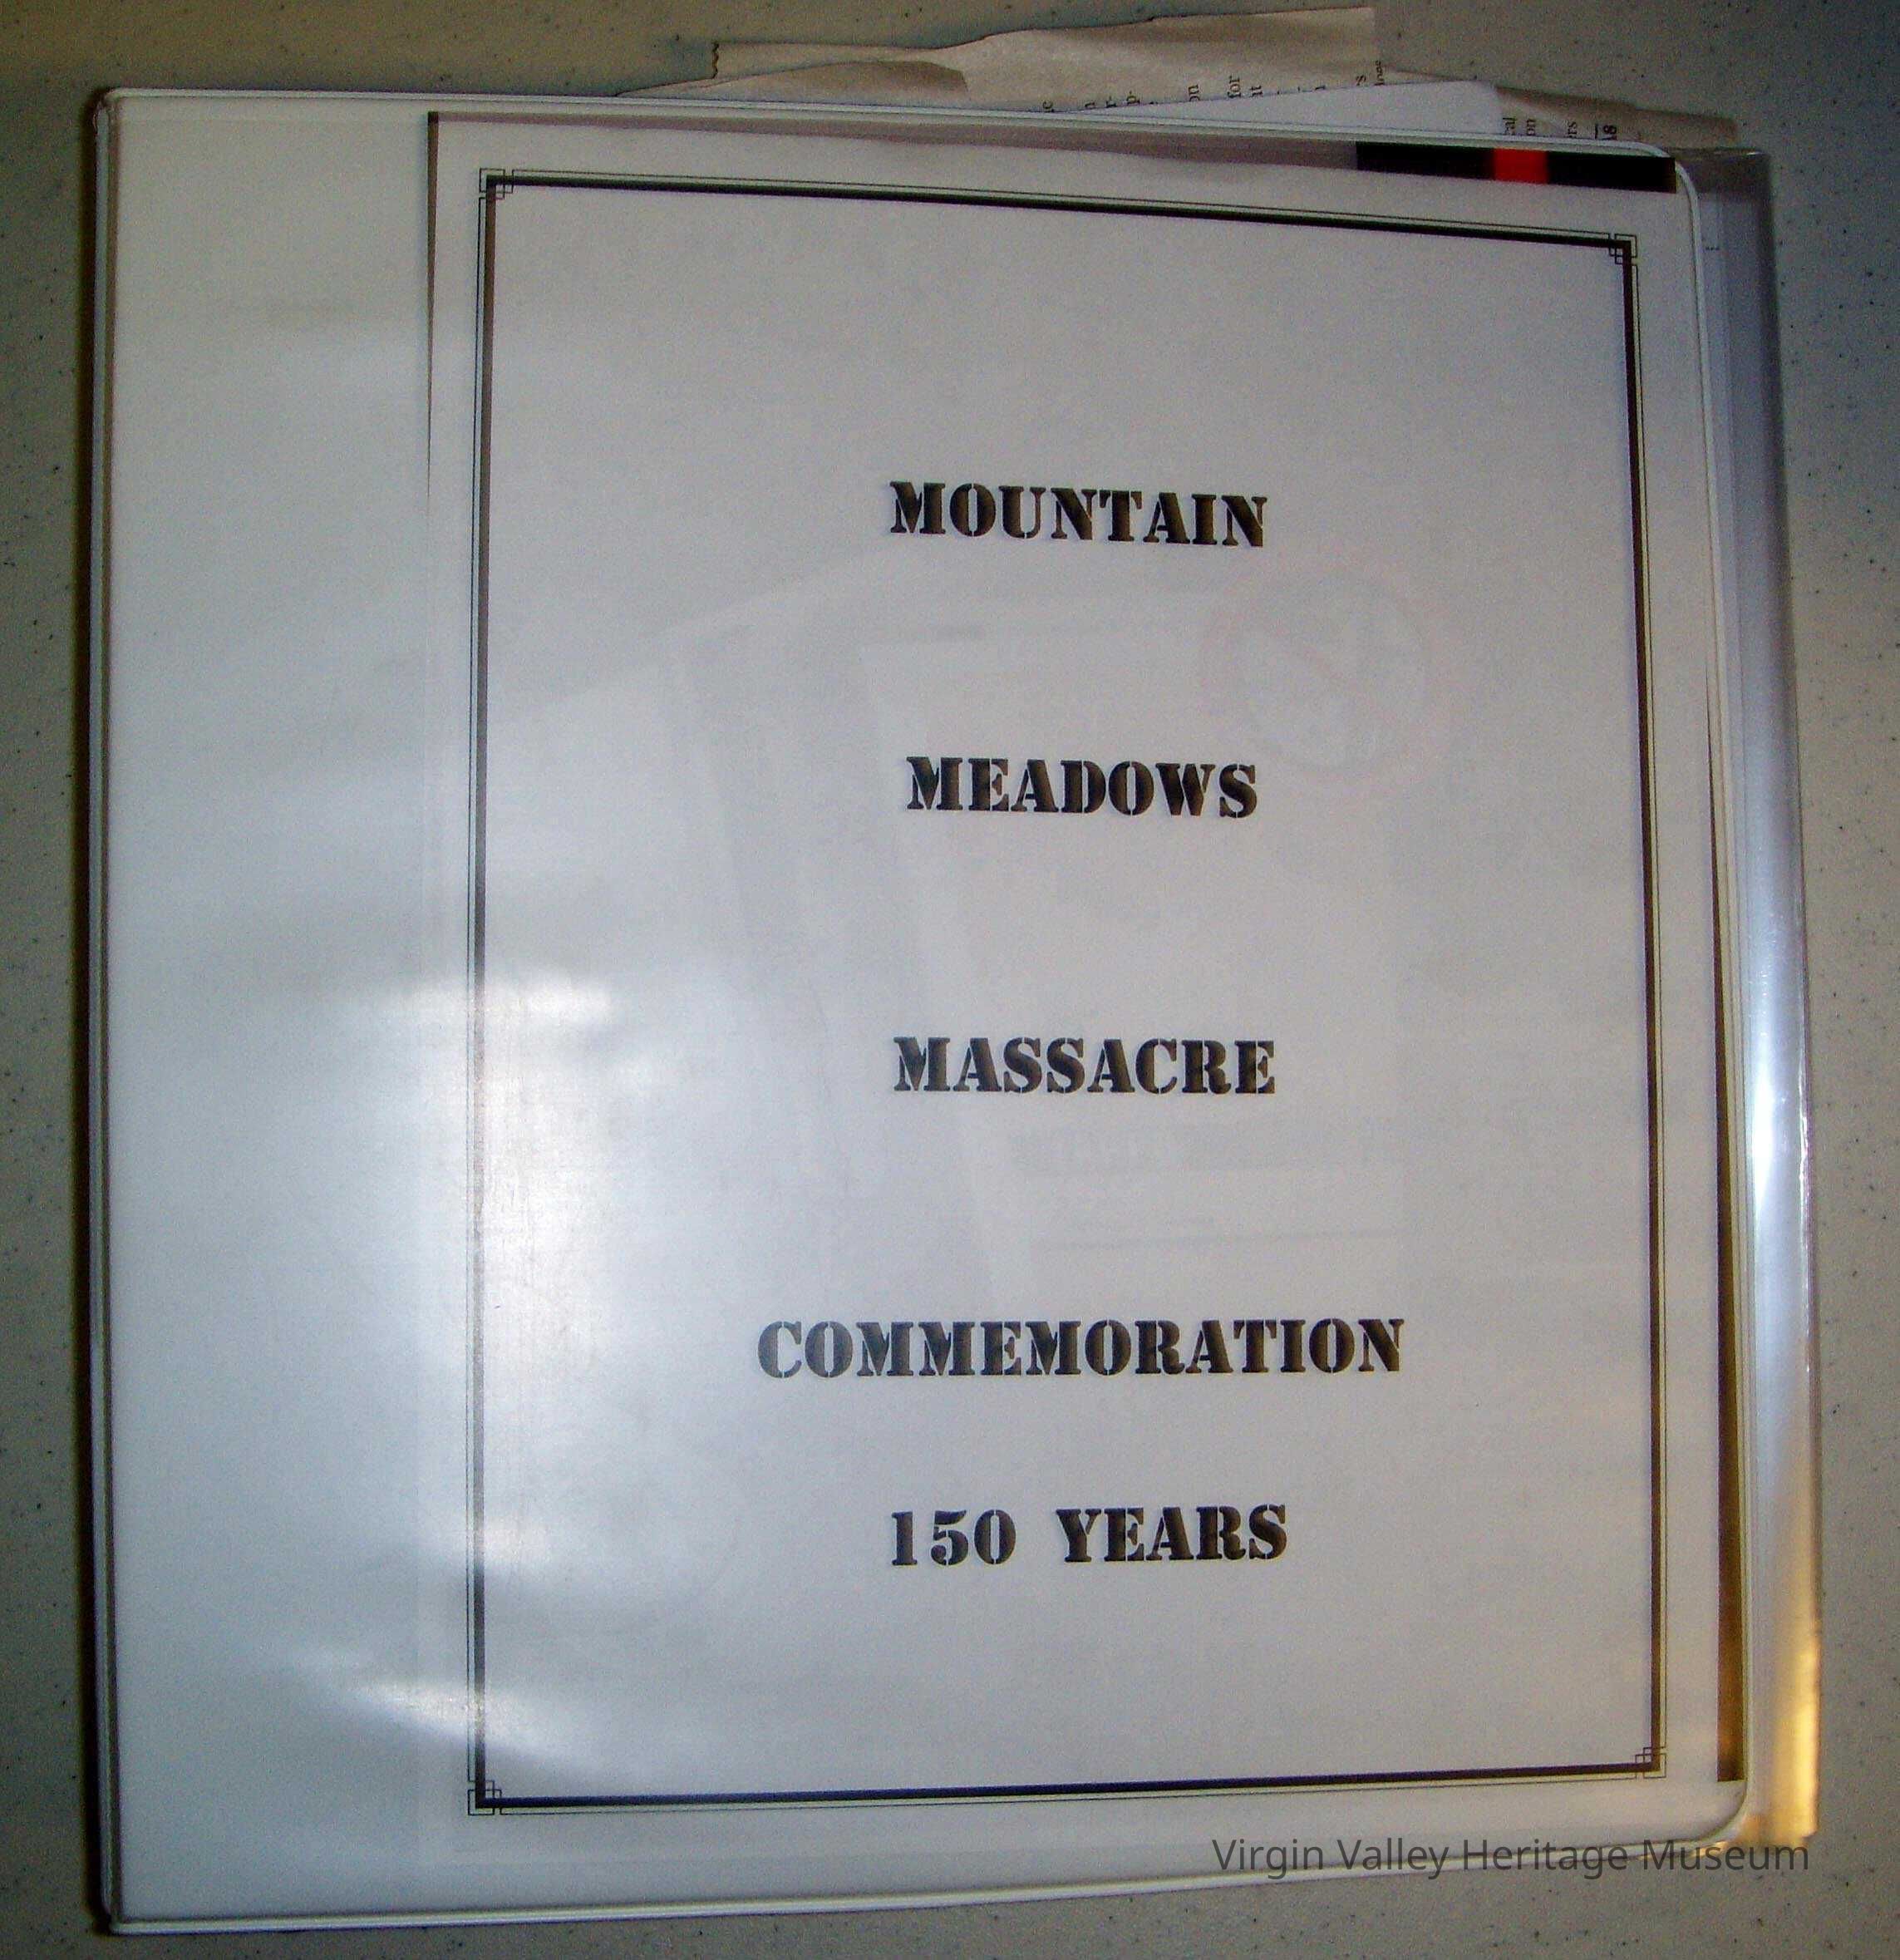 MOUNTAIN
MEADOWS
MASSACRE
COMMEMORATION
150 YEARS
Virgin Valley Heritage Museum